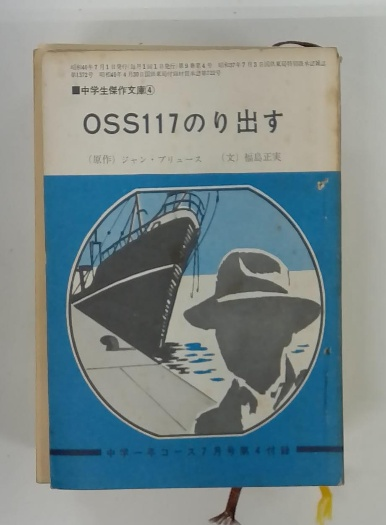 ■中学生傑作文庫④
OSS117のり出す
(原作) ジャン・ブリュース (文) 福島正実
中学一年コース7月号第4付録